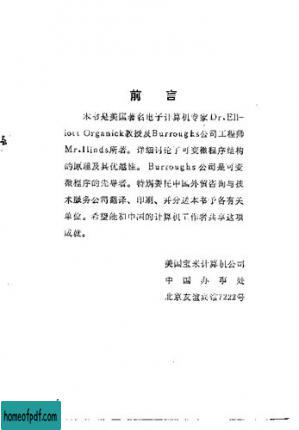 前 言
本书是美国著名电子计算机专家Dr.Ell-
iott Organick教授及Burroughs公司工程师
Mr.Hinds所著。详细讨论了可变微程序结构
的原理及其优越性。Burroughs公司是可变
微程序的先导者。特别委托中国外贸咨询与技
术服务公司翻译、印刷、并分送本书予各有关
单位。希望能和中国的计算机工作者共享这项
成就。
美国宝来计算机公司
中国办事处
北京友谊宾馆7222号
homeofpdf.com